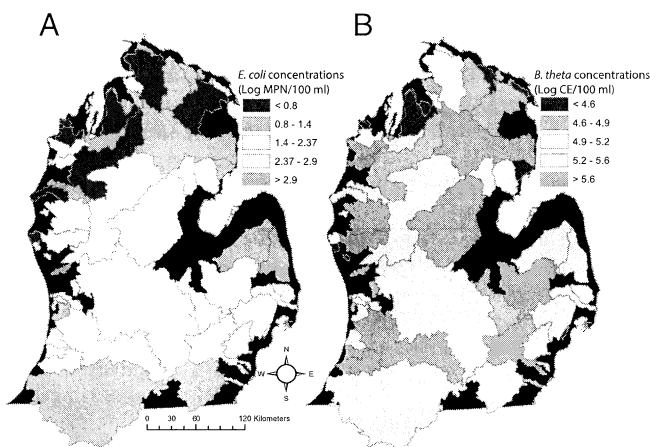 A
B
E. coli concentrations
(Log MPN/100 ml)
< 0.8
0.8 - 1.4
1.4 - 2.37
2.37 - 2.9
> 2.9
B. theta concentrations
(Log CE/100 ml)
< 4.6
4.6 - 4.9
4.9 - 5.2
5.2 - 5.6
> 5.6
N
W E
S
0 30 60 120 Kilometers